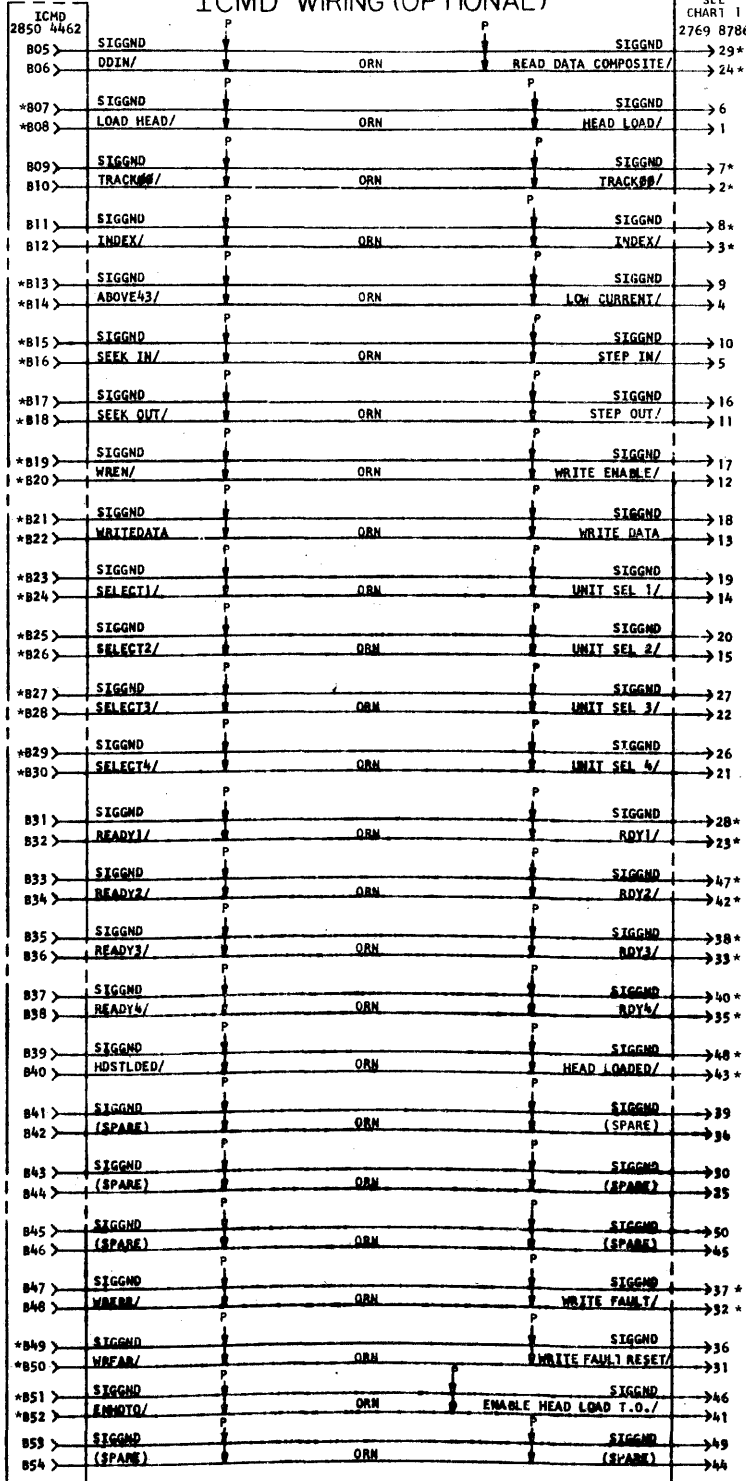 ICMD WIRING (OPTIONAL)
ICMD
2850 4462
SEE
CHART 1
2769 8786
P P
B05 SIGGND SIGGND 29*
B06 DDIN/ ORN READ DATA COMPOSITE/ 24*
P P
*B07 SIGGND SIGGND 6
*B08 LOAD HEAD/ ORN HEAD LOAD/ 1
P P
B09 SIGGND SIGGND 7*
B10 TRACK00/ ORN TRACK00/ 2*
P P
B11 SIGGND SIGGND 8*
B12 INDEX/ ORN INDEX/ 3*
P P
*B13 SIGGND SIGGND 9
*B14 ABOVE43/ ORN LOW CURRENT/ 4
P P
*B15 SIGGND SIGGND 10
*B16 SEEK IN/ ORN STEP IN/ 5
P P
*B17 SIGGND SIGGND 16
*B18 SEEK OUT/ ORN STEP OUT/ 11
P P
*B19 SIGGND SIGGND 17
*B20 WREN/ ORN WRITE ENABLE/ 12
P P
*B21 SIGGND SIGGND 18
*B22 WRITEDATA ORN WRITE DATA 13
P P
*B23 SIGGND SIGGND 19
*B24 SELECT1/ ORN UNIT SEL 1/ 14
P P
*B25 SIGGND SIGGND 20
*B26 SELECT2/ ORN UNIT SEL 2/ 15
P P
*B27 SIGGND SIGGND 27
*B28 SELECT3/ ORN UNIT SEL 3/ 22
P P
*B29 SIGGND SIGGND 26
*B30 SELECT4/ ORN UNIT SEL 4/ 21
P P
B31 SIGGND SIGGND 28*
B32 READY1/ ORN RDY1/ 23*
P P
B33 SIGGND SIGGND 47*
B34 READY2/ ORN RDY2/ 42*
P P
B35 SIGGND SIGGND 38*
B36 READY3/ ORN RDY3/ 33*
P P
B37 SIGGND SIGGND 40*
B38 READY4/ ORN RDY4/ 35*
P P
B39 SIGGND SIGGND 48*
B40 HDSTLDED/ ORN HEAD LOADED/ 43*
P P
B41 SIGGND SIGGND 39
B42 (SPARE) ORN (SPARE) 34
P P
B43 SIGGND SIGGND 30
B44 (SPARE) ORN (SPARE) 25
P P
B45 SIGGND SIGGND 50
B46 (SPARE) ORN (SPARE) 45
P P
B47 SIGGND SIGGND 37 *
B48 ORN WRITE FAULT/ 32 *
P P
*B49 SIGGND SIGGND 36
*B50 ORN WRITE FAULT RESET/ 31
P
*B51 SIGGND SIGGND 46
*B52 ORN ENABLE HEAD LOAD T.O./ 41
P P
B53 SIGGND SIGGND 49
B54 (SPARE) ORN (SPARE) 44